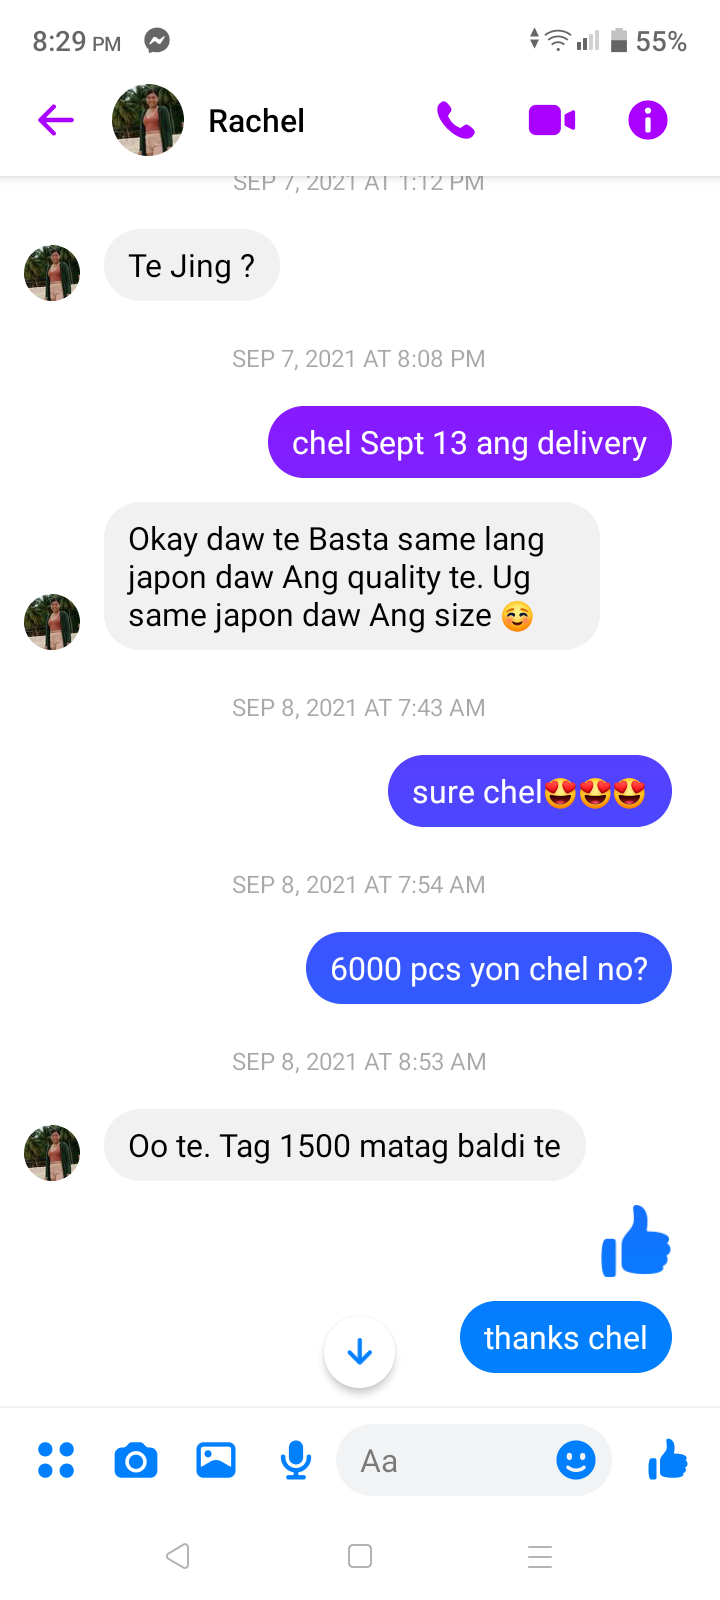 8:29 PM
55%
Rachel
SEP 7, 2021 AT 1:12 PM
Te Jing ?
SEP 7, 2021 AT 8:08 PM
chel Sept 13 ang delivery
Okay daw te Basta same lang
japon daw Ang quality te. Ug
same japon daw Ang size ☺️
SEP 8, 2021 AT 7:43 AM
sure chel😍😍😍
SEP 8, 2021 AT 7:54 AM
6000 pcs yon chel no?
SEP 8, 2021 AT 8:53 AM
Oo te. Tag 1500 matag baldi te
thanks chel
Aa